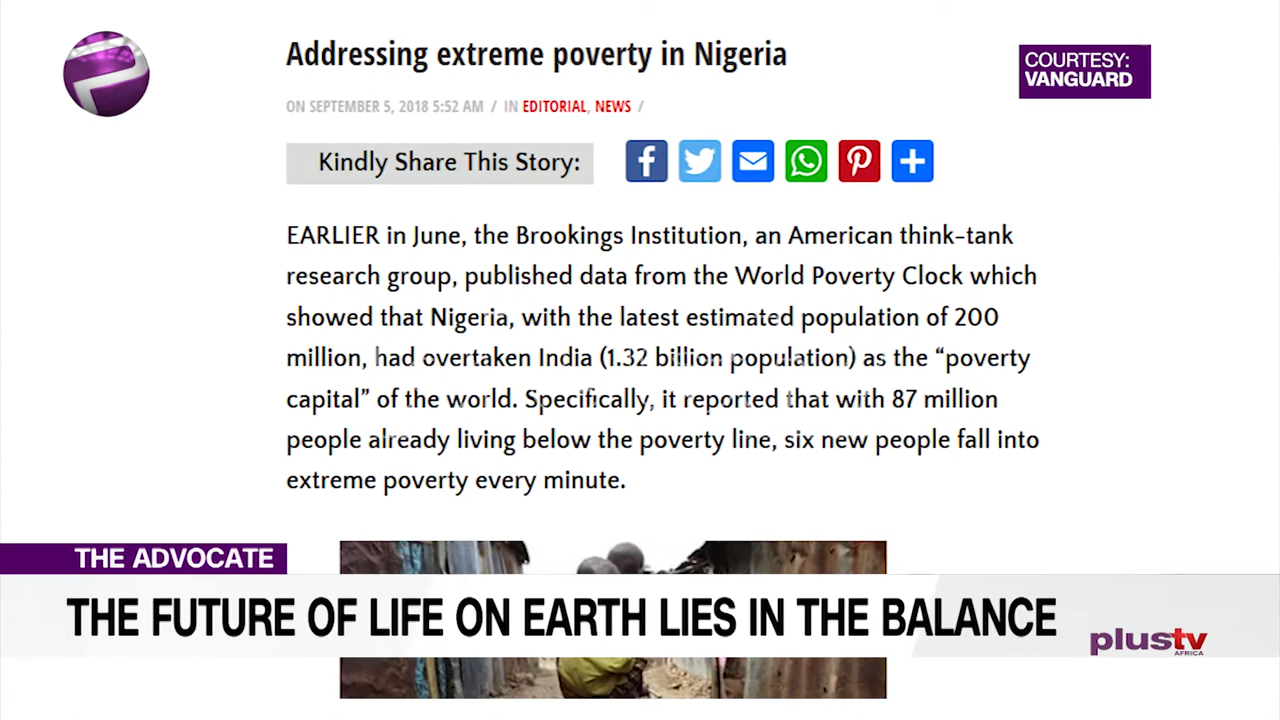 Addressing extreme poverty in Nigeria
COURTESY:
VANGUARD
ON SEPTEMBER 5, 2018 5:52 AM / IN EDITORIAL, NEWS /
Kindly Share This Story:
EARLIER in June, the Brookings Institution, an American think-tank
research group, published data from the World Poverty Clock which
showed that Nigeria, with the latest estimated population of 200
million, had overtaken India (1.32 billion population) as the “poverty
capital” of the world. Specifically, it reported that with 87 million
people already living below the poverty line, six new people fall into
extreme poverty every minute.
THE ADVOCATE
THE FUTURE OF LIFE ON EARTH LIES IN THE BALANCE
plustv
AFRICA